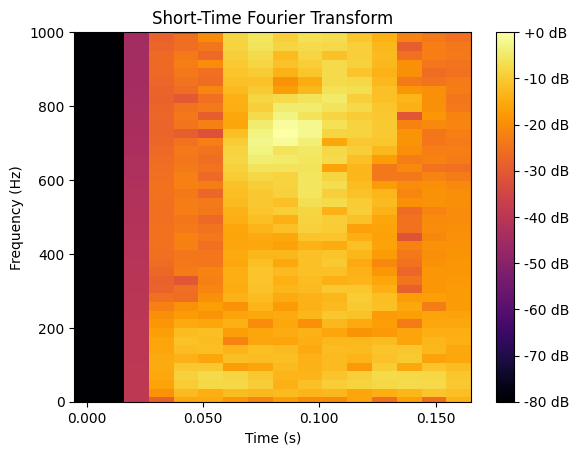 Short-Time Fourier Transform
1000
800
600
400
200
0
Frequency (Hz)
0.000
0.050
0.100
0.150
Time (s)
+0 dB
-10 dB
-20 dB
-30 dB
-40 dB
-50 dB
-60 dB
-70 dB
-80 dB